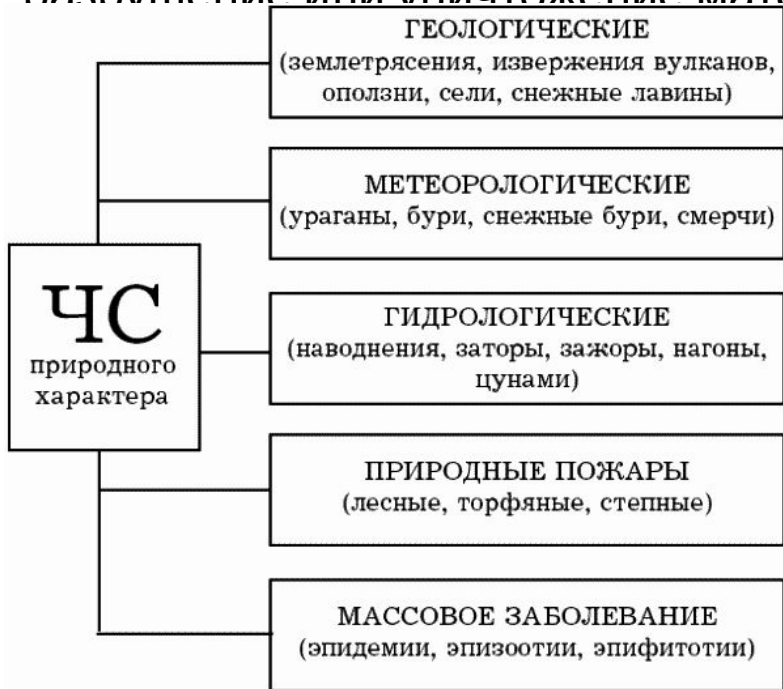 ГЕОЛОГИЧЕСКИЕ
(землетрясения, извержения вулканов,
оползни, сели, снежные лавины)
МЕТЕОРОЛОГИЧЕСКИЕ
(ураганы, бури, снежные бури, смерчи)
ЧС
природного
характера
ГИДРОЛОГИЧЕСКИЕ
(наводнения, заторы, зажоры, нагоны,
цунами)
ПРИРОДНЫЕ ПОЖАРЫ
(лесные, торфяные, степные)
МАССОВОЕ ЗАБОЛЕВАНИЕ
(эпидемии, эпизоотии, эпифитотии)